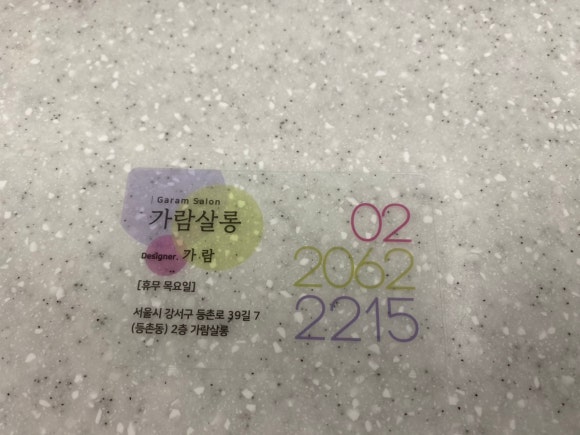 | Garam Salon
가람살롱
Designer. 가람
[휴무 목요일]
서울시 강서구 등촌로 39길 7
(등촌동) 2층 가람살롱
02
2062
2215